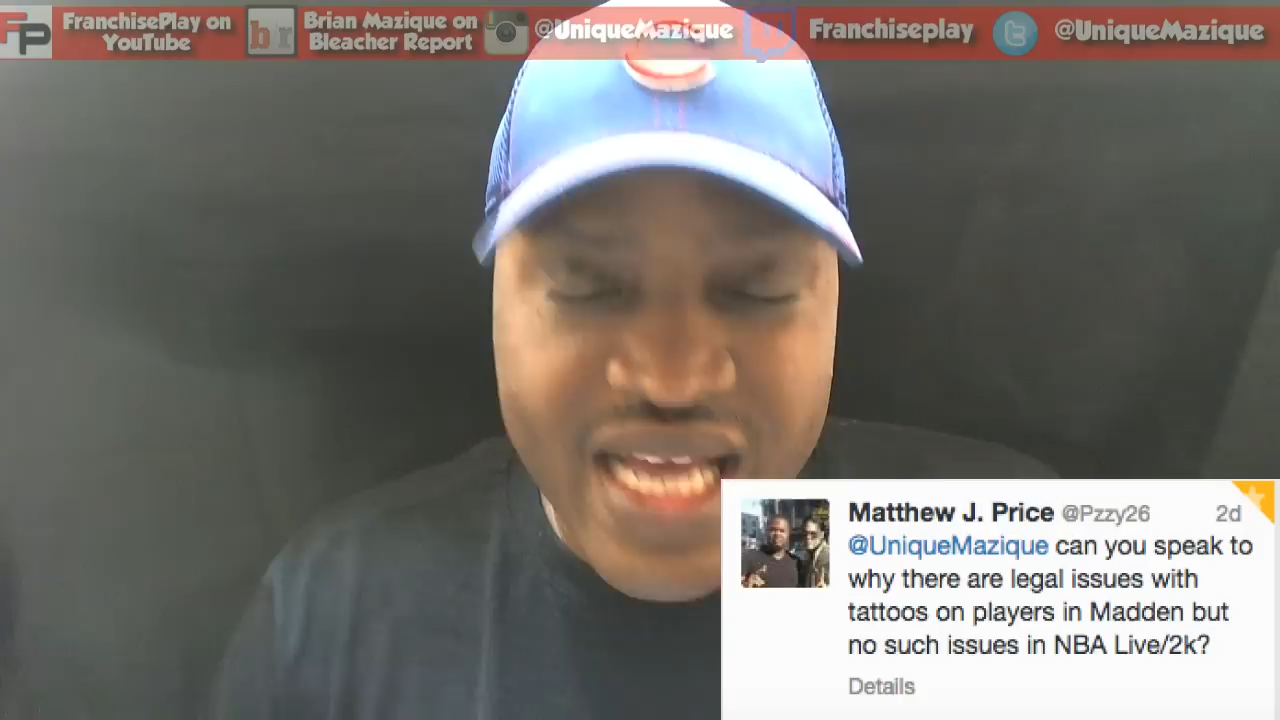 FP
FranchisePlay on
YouTube
br
Brian Mazique on
Bleacher Report
@UniqueMazique
Franchiseplay
@UniqueMazique
C
Matthew J. Price @Pzzy26 2d
@UniqueMazique can you speak to
why there are legal issues with
tattoos on players in Madden but
no such issues in NBA Live/2k?
Details